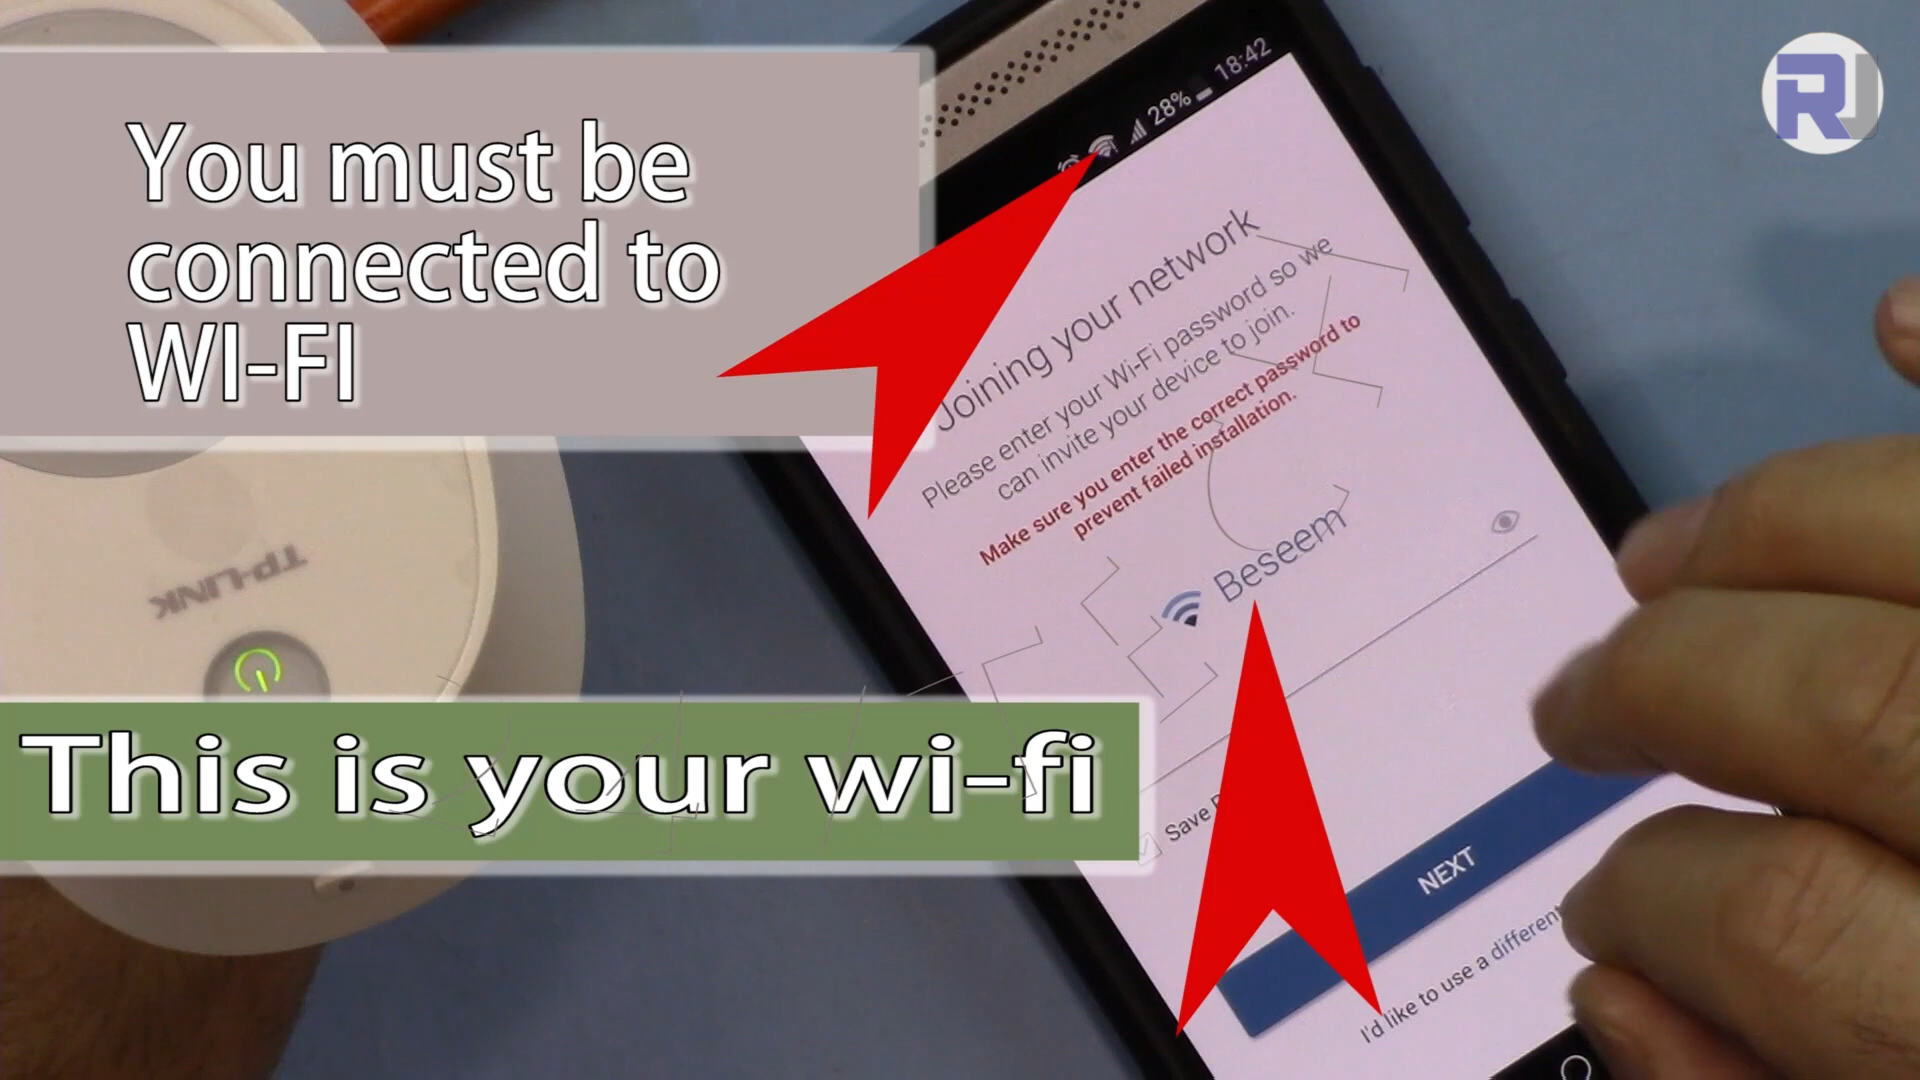 You must be
connected to
WI-FI
28% 18:42
Joining your network
Please enter your Wi-Fi password so we
can invite your device to join.
Make sure you enter the correct password to
prevent failed installation.
Beseem
TP-LINK
This is your wi-fi
Save
NEXT
I'd like to use a different
RJ